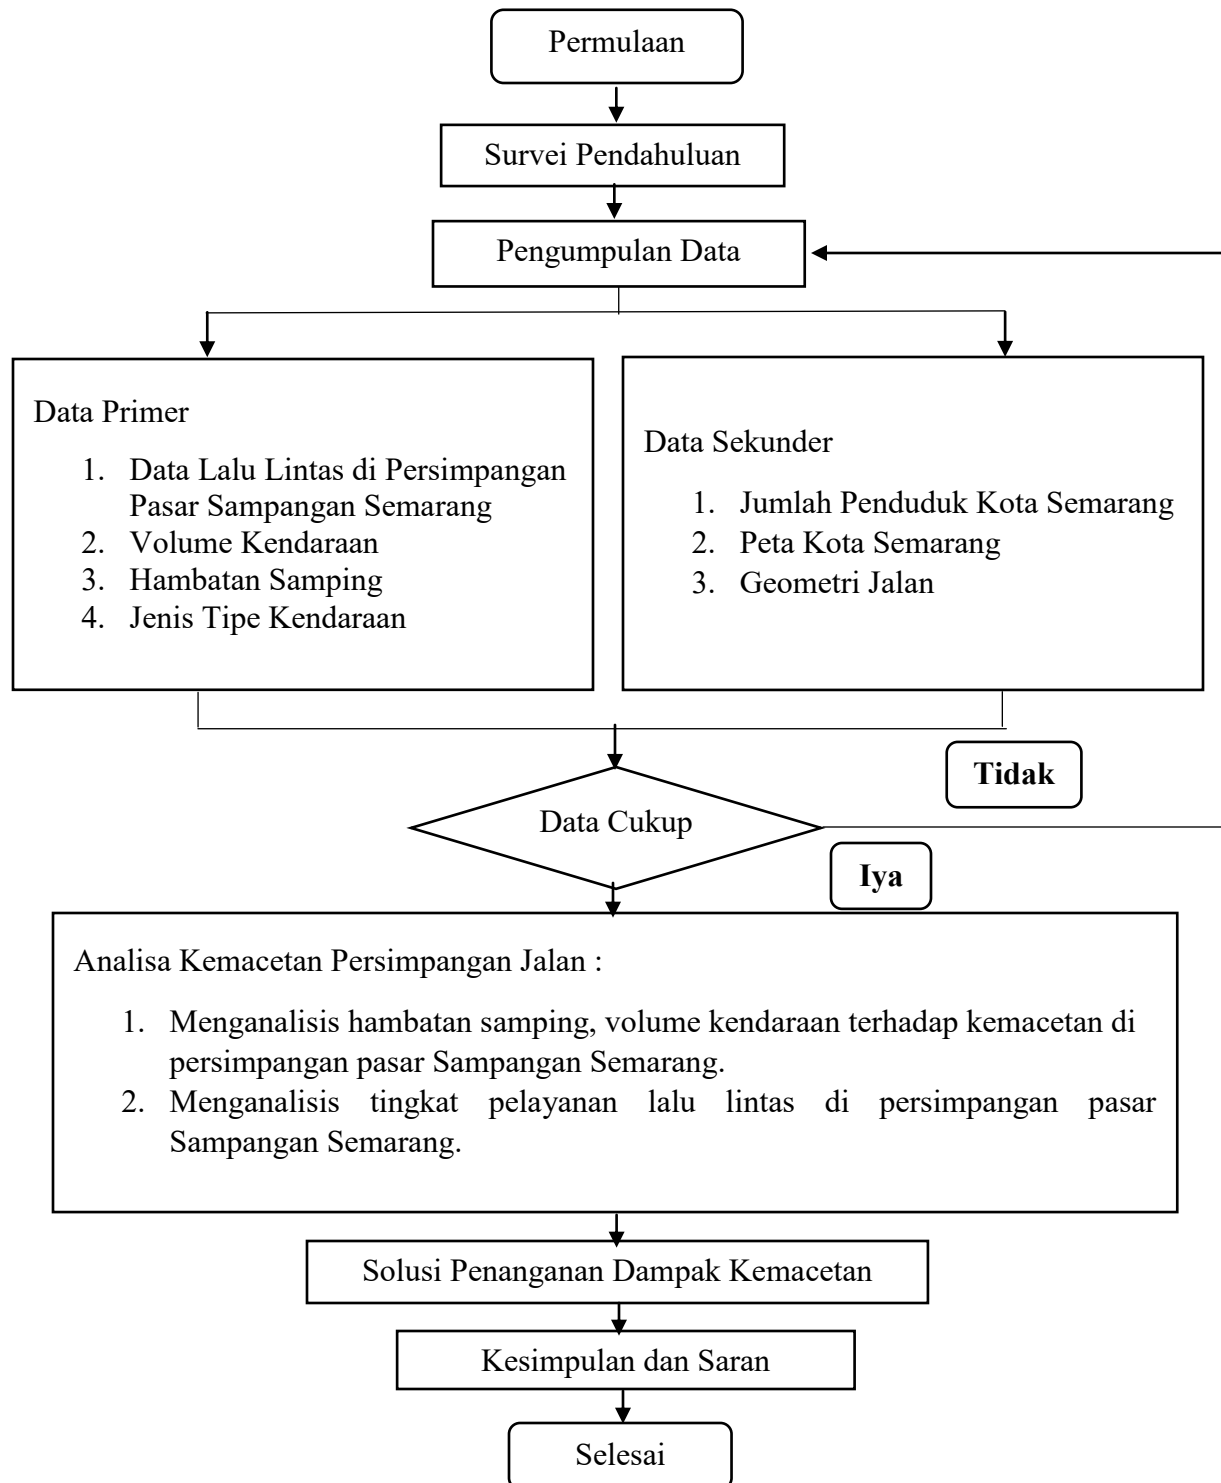 Permulaan
Survei Pendahuluan
Pengumpulan Data
Data Primer
1. Data Lalu Lintas di Persimpangan
Pasar Sampangan Semarang
2. Volume Kendaraan
3. Hambatan Samping
4. Jenis Tipe Kendaraan
Data Sekunder
1. Jumlah Penduduk Kota Semarang
2. Peta Kota Semarang
3. Geometri Jalan
Tidak
Data Cukup
Iya
Analisa Kemacetan Persimpangan Jalan :
1. Menganalisis hambatan samping, volume kendaraan terhadap kemacetan di
persimpangan pasar Sampangan Semarang.
2. Menganalisis tingkat pelayanan lalu lintas di persimpangan pasar
Sampangan Semarang.
Solusi Penanganan Dampak Kemacetan
Kesimpulan dan Saran
Selesai